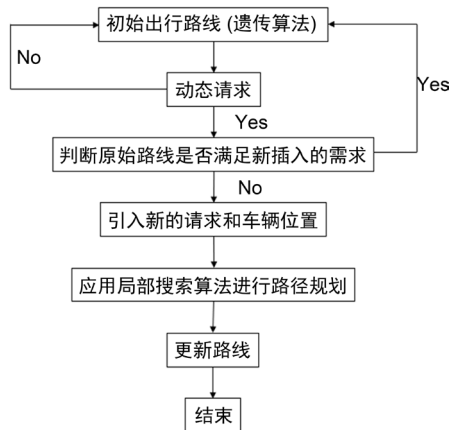 初始出行路线 (遗传算法)
No
动态请求
Yes
Yes
判断原始路线是否满足新插入的需求
No
引入新的请求和车辆位置
应用局部搜索算法进行路径规划
更新路线
结束